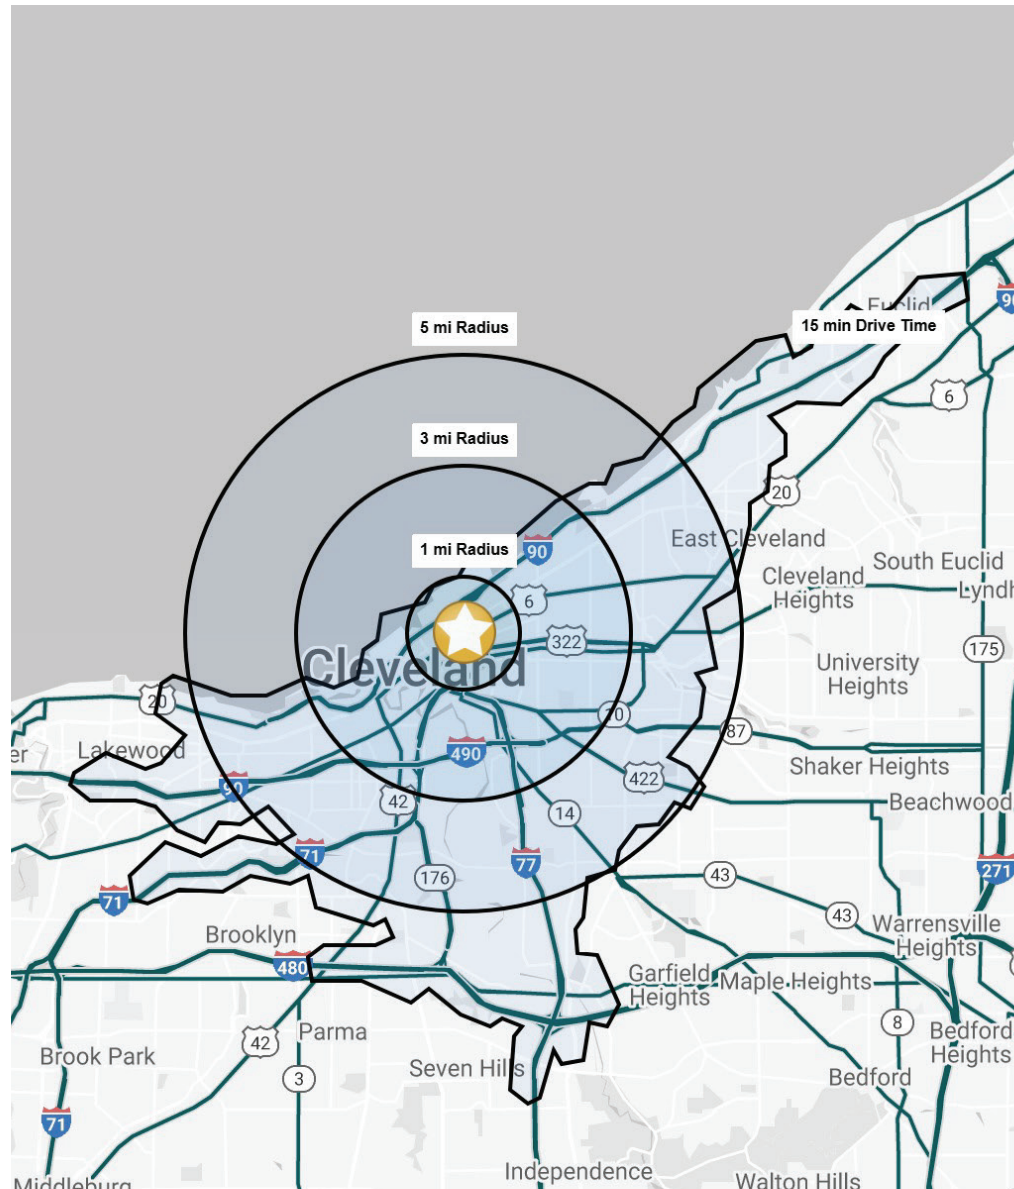 Euclid
90
15 min Drive Time
5 mi Radius
6
3 mi Radius
20
East Cleveland
1 mi Radius
90
South Euclid
Cleveland
Heights
Lyndh
6
322
Cleveland
175
University
Heights
20
20
87
er
Lakewood
490
Shaker Heights
90
422
42
Beachwood
14
71
77
271
176
43
71
43
Warrensville
Heights
Brooklyn
480
Garfield
Heights
Maple Heights
8
Parma
42
Bedford
Heights
Brook Park
Seven Hills
3
Bedford
71
Independence
Walton Hills
Middleburg